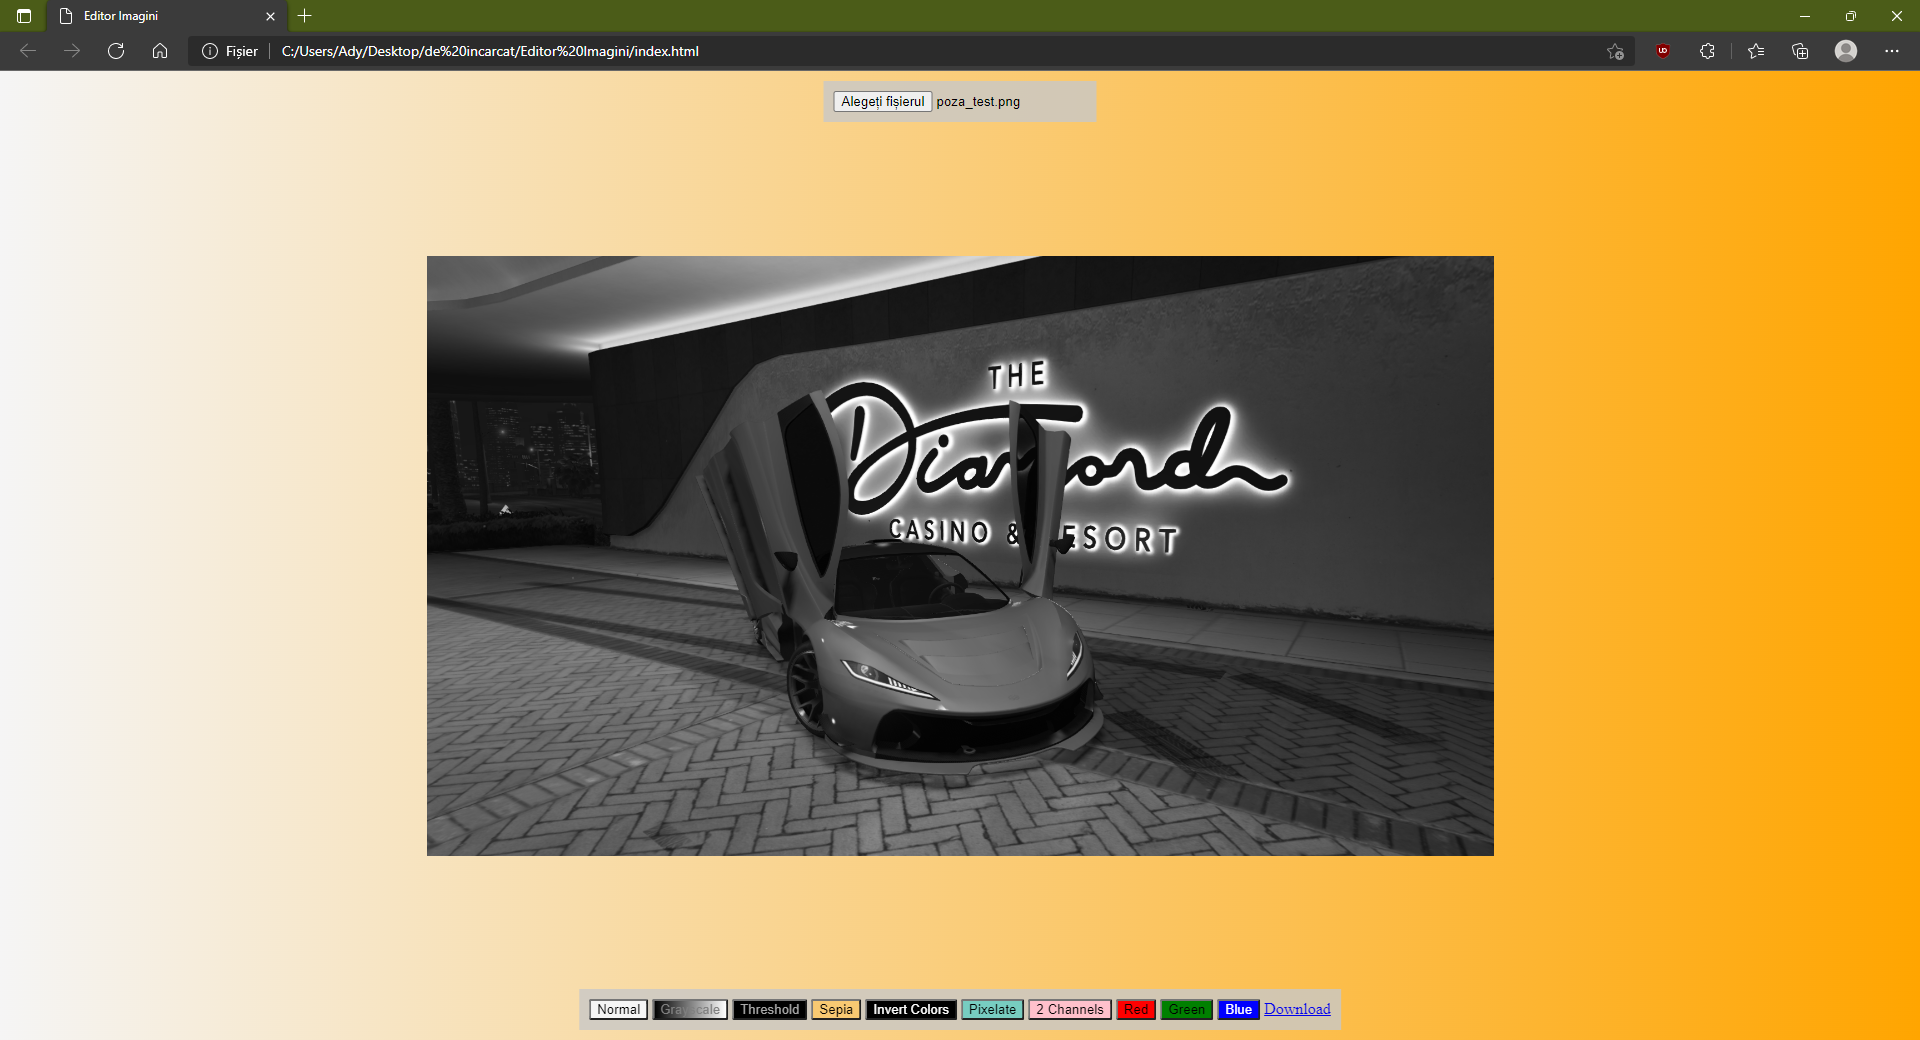 Editor Imagini
Fișier
C:/Users/Ady/Desktop/de%20incarcat/Editor%20Imagini/index.html
Alegeți fișierul poza_test.png
THE
Diamond
CASINO & ESORT
Normal Grayscale Threshold Sepia Invert Colors Pixelate 2 Channels Red Green Blue Download